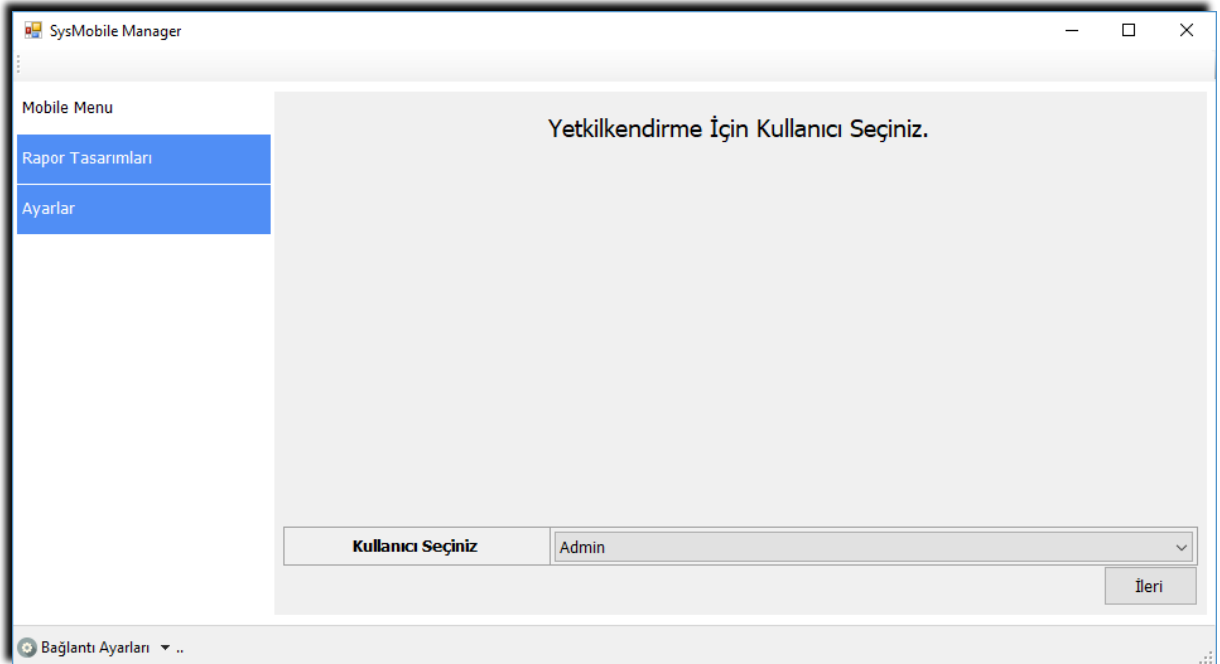 SysMobile Manager
Mobile Menu
Rapor Tasarımları
Ayarlar
Yetkilkendirme İçin Kullanıcı Seçiniz.
Kullanıcı Seçiniz
Admin
İleri
Bağlantı Ayarları ..